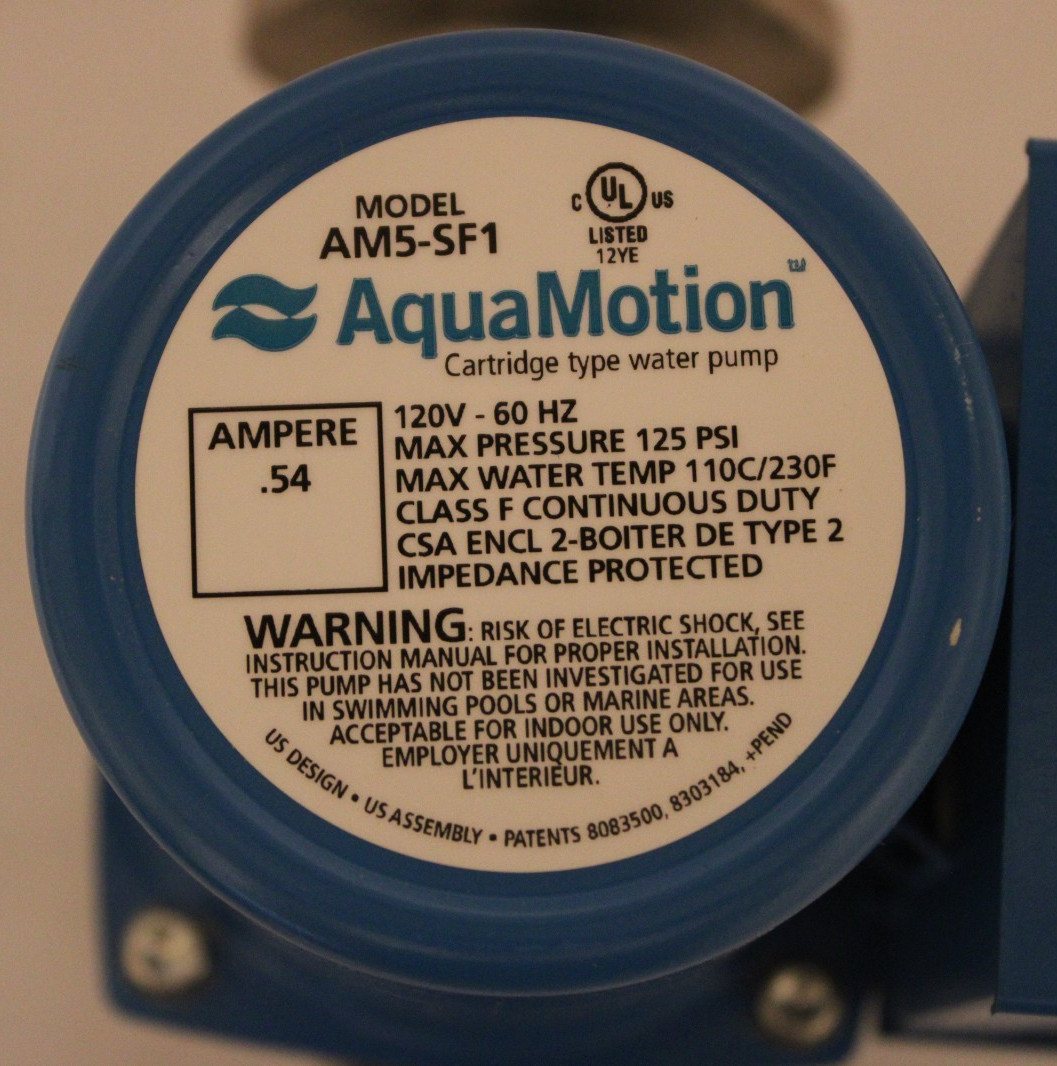 MODEL
AM5-SF1
C UL US
LISTED
12YE
AquaMotion™
Cartridge type water pump
AMPERE
.54
120V - 60 HZ
MAX PRESSURE 125 PSI
MAX WATER TEMP 110C/230F
CLASS F CONTINUOUS DUTY
CSA ENCL 2-BOITER DE TYPE 2
IMPEDANCE PROTECTED
WARNING: RISK OF ELECTRIC SHOCK, SEE
INSTRUCTION MANUAL FOR PROPER INSTALLATION.
THIS PUMP HAS NOT BEEN INVESTIGATED FOR USE
IN SWIMMING POOLS OR MARINE AREAS.
ACCEPTABLE FOR INDOOR USE ONLY.
EMPLOYER UNIQUEMENT A
L'INTERIEUR.
US DESIGN • US ASSEMBLY • PATENTS 8083500, 8303184, +PEND